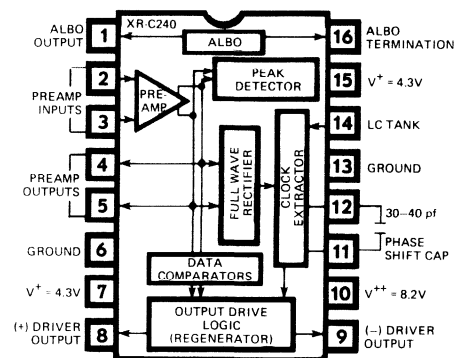 XR-C240
ALBO
OUTPUT
1
ALBO
16
ALBO
TERMINATION
2
PREAMP
INPUTS
3
PRE-
AMP
PEAK
DETECTOR
15
V+ = 4.3V
14
LC TANK
4
PREAMP
OUTPUTS
5
FULL WAVE
RECTIFIER
CLOCK
EXTRACTOR
13
GROUND
12
30-40 pf
11
PHASE
SHIFT CAP
GROUND
6
DATA
COMPARATORS
V+ = 4.3V
7
10
V++ = 8.2V
(+) DRIVER
OUTPUT
8
OUTPUT DRIVE
LOGIC
(REGENERATOR)
9
(–) DRIVER
OUTPUT